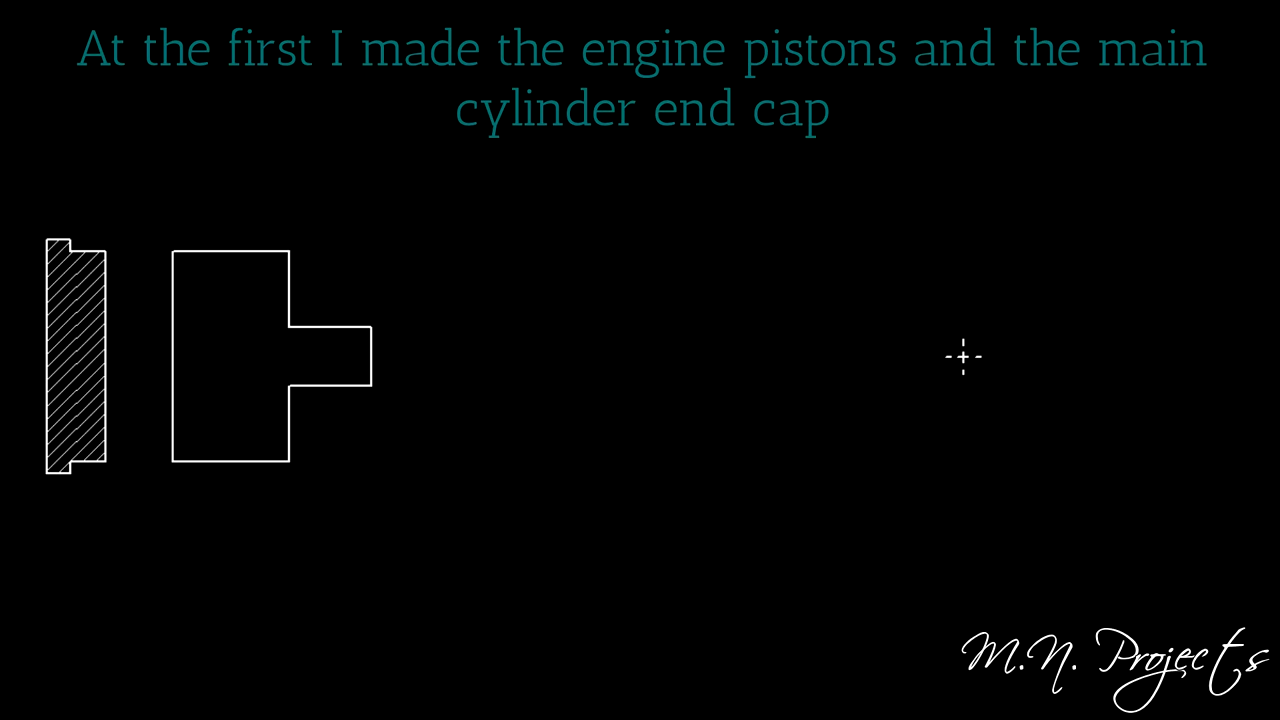 At the first I made the engine pistons and the main
cylinder end cap
M.N. Projects